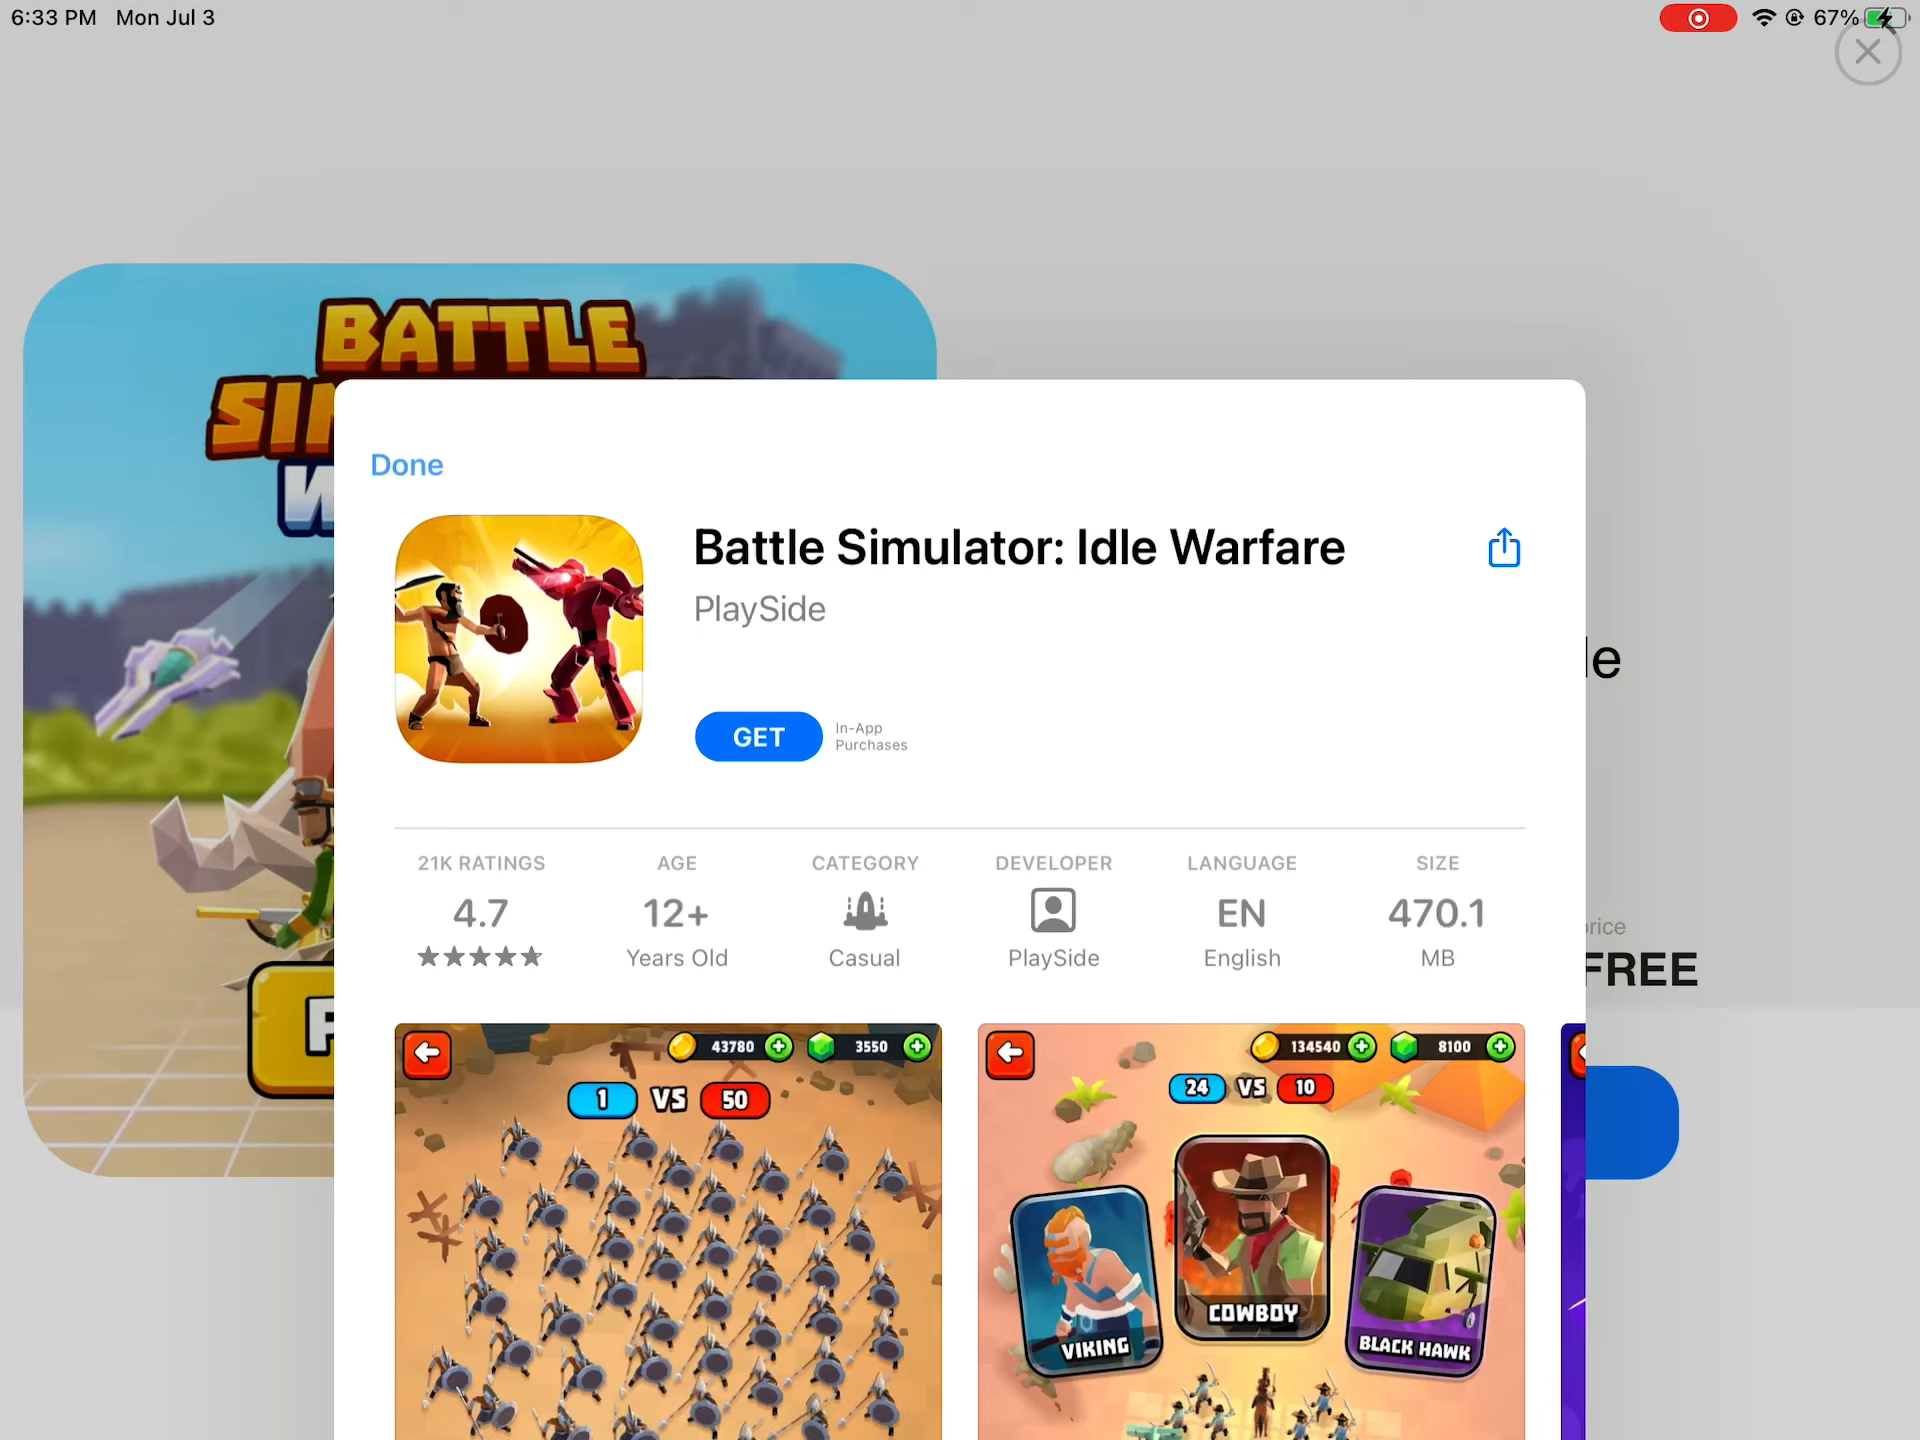 6:33 PM Mon Jul 3
67%
BATTLE
Done
Battle Simulator: Idle Warfare
PlaySide
GET
In-App
Purchases
le
21K RATINGS
4.7
AGE
12+
Years Old
CATEGORY
Casual
DEVELOPER
PlaySide
LANGUAGE
EN
English
SIZE
470.1
MB
FREE
43780
3550
1 VS 50
134540
8100
24 VS 10
VIKING
COWBOY
BLACK HAWK